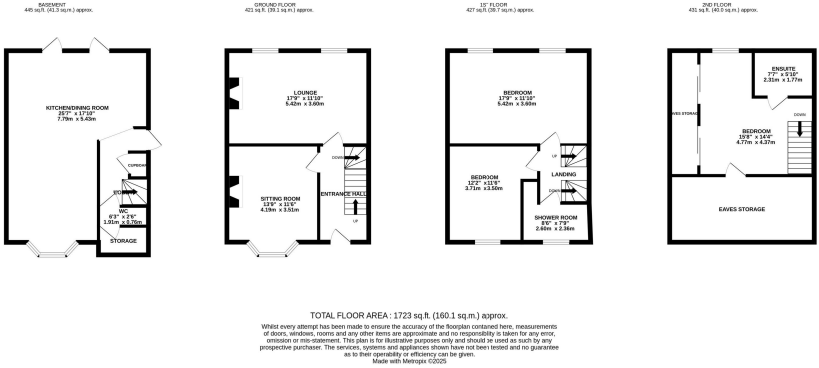 BASEMENT
445 sq.ft. (41.3 sq.m.) approx.
GROUND FLOOR
421 sq.ft. (39.1 sq.m.) approx.
1ST FLOOR
427 sq.ft. (39.7 sq.m.) approx.
2ND FLOOR
431 sq.ft. (40.0 sq.m.) approx.
KITCHEN/DINING ROOM
25'7" x 17'10"
7.79m x 5.43m
CUPBOARD
WC
6'3" x 2'6"
1.91m x 0.76m
STORAGE
LOUNGE
17'9" x 11'10"
5.42m x 3.60m
DOWN
SITTING ROOM
13'9" x 11'6"
4.19m x 3.51m
ENTRANCE HALL
UP
BEDROOM
17'9" x 11'10"
5.42m x 3.60m
UP
BEDROOM
12'2" x 11'6"
3.71m x 3.50m
LANDING
DOWN
SHOWER ROOM
8'6" x 7'9"
2.60m x 2.36m
ENSUITE
7'7" x 5'10"
2.31m x 1.77m
EAVES STORAGE
DOWN
BEDROOM
15'8" x 14'4"
4.77m x 4.37m
EAVES STORAGE
TOTAL FLOOR AREA : 1723 sq.ft. (160.1 sq.m.) approx.
Whilst every attempt has been made to ensure the accuracy of the floorplan contained here, measurements
of doors, windows, rooms and any other items are approximate and no responsibility is taken for any error,
omission or mis-statement. This plan is for illustrative purposes only and should be used as such by any
prospective purchaser. The services, systems and appliances shown have not been tested and no guarantee
as to their operability or efficiency can be given.
Made with Metropix ©2025